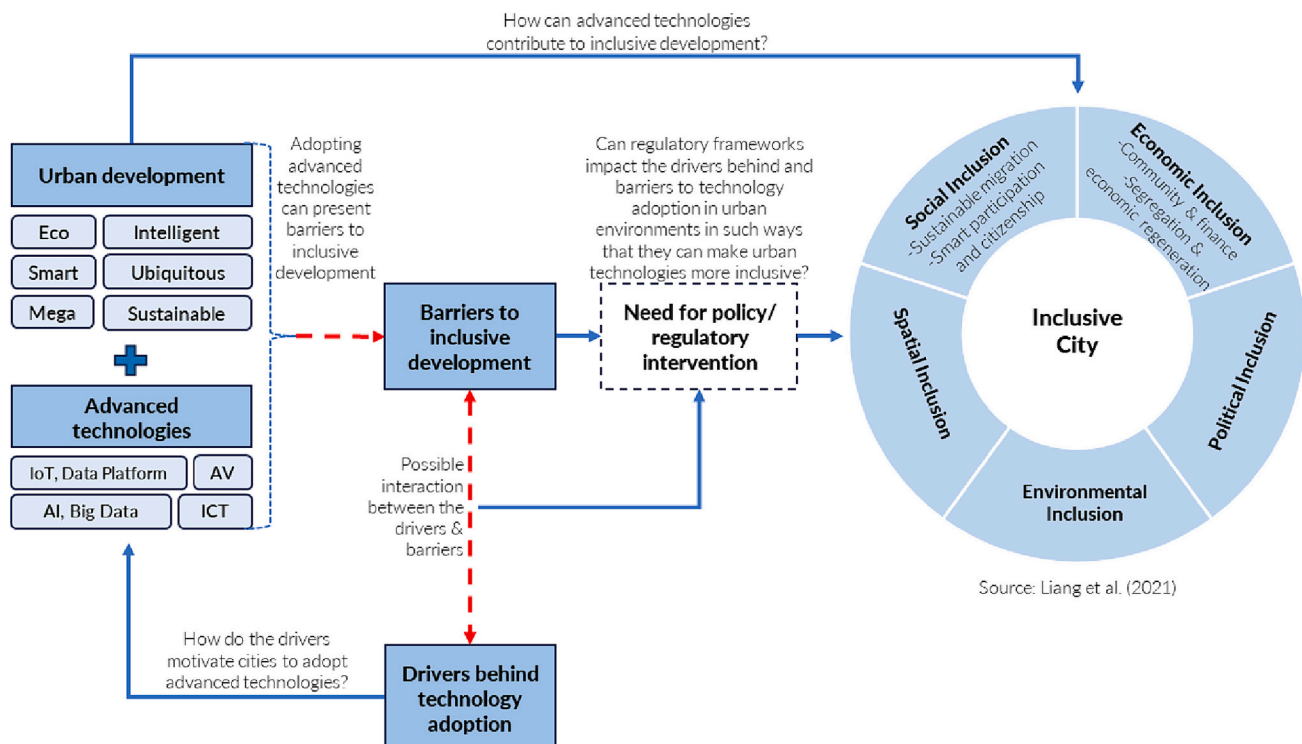 How can advanced technologies
contribute to inclusive development?
Urban development
Eco
Intelligent
Smart
Ubiquitous
Mega
Sustainable
Advanced
technologies
IoT, Data Platform
AV
AI, Big Data
ICT
Adopting
advanced
technologies
can present
barriers to
inclusive
development
Can regulatory frameworks
impact the drivers behind and
barriers to technology
adoption in urban
environments in such ways
that they can make urban
technologies more inclusive?
Barriers to
inclusive
development
Need for policy/
regulatory
intervention
Possible
interaction
between the
drivers &
barriers
How do the drivers
motivate cities to adopt
advanced technologies?
Drivers behind
technology
adoption
Social Inclusion
-Sustainable migration
-Smart participation
and citizenship
Economic Inclusion
-Community & finance
-Segregation &
economic regeneration
Spatial Inclusion
Inclusive
City
Political Inclusion
Environmental
Inclusion
Source: Liang et al. (2021)